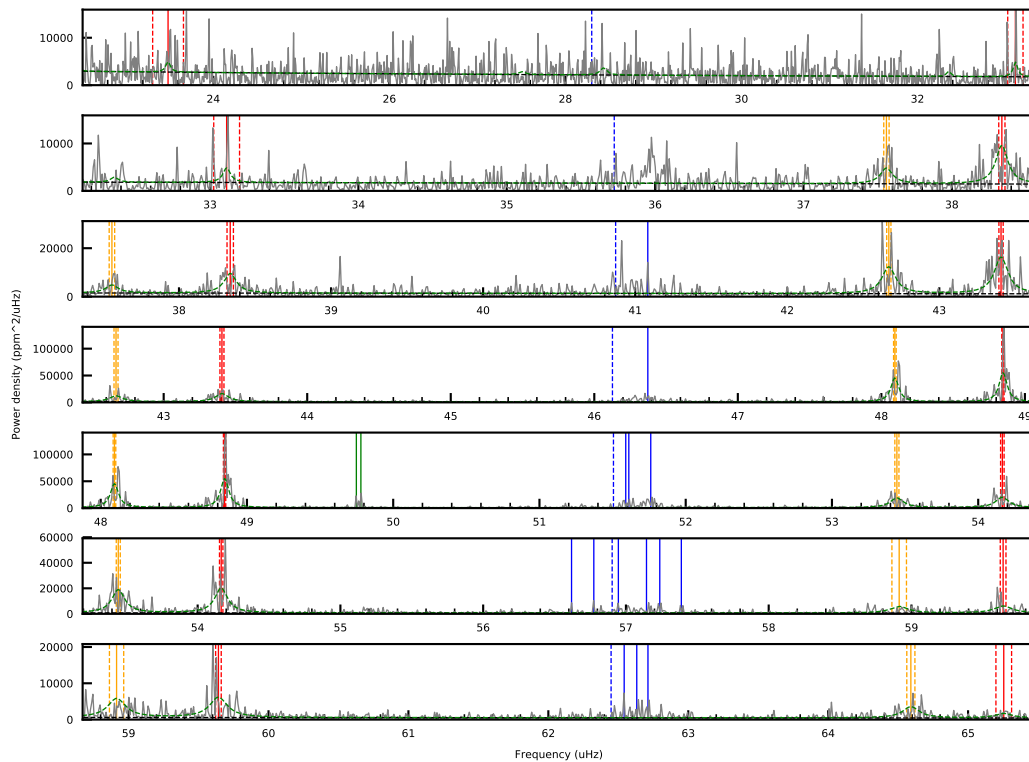 10000
0
24 26 28 30 32
10000
0
33 34 35 36 37 38
20000
0
38 39 40 41 42 43
100000
50000
0
43 44 45 46 47 48 49
100000
50000
0
48 49 50 51 52 53 54
60000
40000
20000
0
54 55 56 57 58 59
20000
10000
0
59 60 61 62 63 64 65
Power density (ppm^2/uHz)
Frequency (uHz)